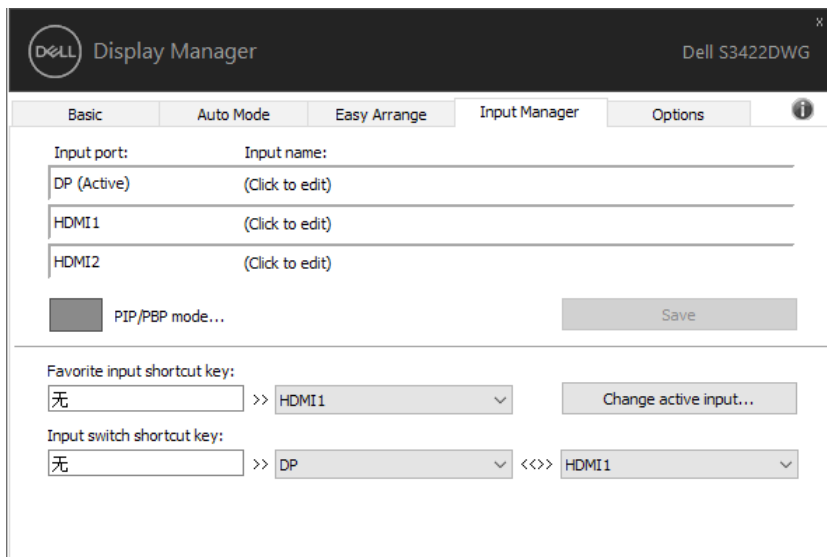 x
DELL Display Manager Dell S3422DWG
Basic Auto Mode Easy Arrange Input Manager Options i
Input port: Input name:
DP (Active) (Click to edit)
HDMI1 (Click to edit)
HDMI2 (Click to edit)
PIP/PBP mode... Save
Favorite input shortcut key:
无 >> HDMI1 Change active input...
Input switch shortcut key:
无 >> DP <<>> HDMI1